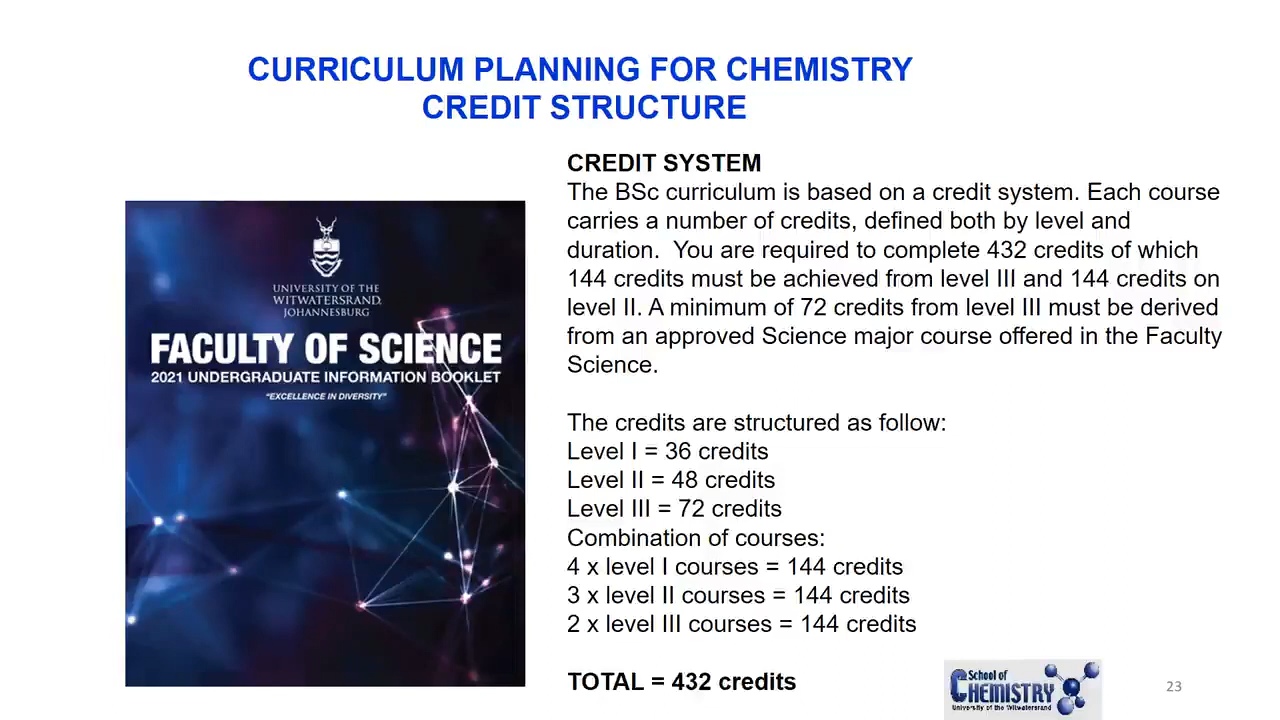 CURRICULUM PLANNING FOR CHEMISTRY
CREDIT STRUCTURE
UNIVERSITY OF THE
WITWATERSRAND,
JOHANNESBURG
FACULTY OF SCIENCE
2021 UNDERGRADUATE INFORMATION BOOKLET
"EXCELLENCE IN DIVERSITY"
CREDIT SYSTEM
The BSc curriculum is based on a credit system. Each course
carries a number of credits, defined both by level and
duration.  You are required to complete 432 credits of which
144 credits must be achieved from level III and 144 credits on
level II. A minimum of 72 credits from level III must be derived
from an approved Science major course offered in the Faculty
Science.
The credits are structured as follow:
Level I = 36 credits
Level II = 48 credits
Level III = 72 credits
Combination of courses:
4 x level I courses = 144 credits
3 x level II courses = 144 credits
2 x level III courses = 144 credits
TOTAL = 432 credits
School of
CHEMISTRY
University of the Witwatersrand
23